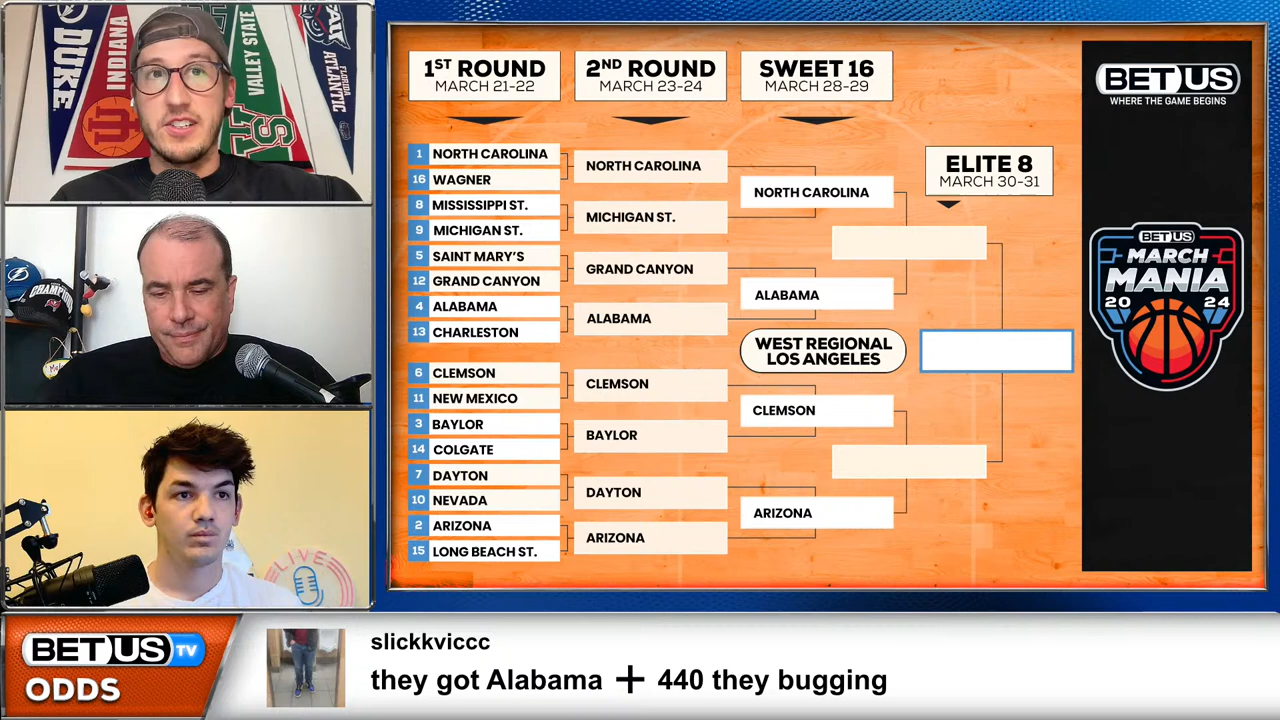 DUKE
INDIANA
VALLEY STATE
FAU
FLORIDA
ATLANTIC
CHAMPIONS
LIVE
1ST ROUND
MARCH 21-22
2ND ROUND
MARCH 23-24
SWEET 16
MARCH 28-29
ELITE 8
MARCH 30-31
1 NORTH CAROLINA
16 WAGNER
8 MISSISSIPPI ST.
9 MICHIGAN ST.
5 SAINT MARY'S
12 GRAND CANYON
4 ALABAMA
13 CHARLESTON
6 CLEMSON
11 NEW MEXICO
3 BAYLOR
14 COLGATE
7 DAYTON
10 NEVADA
2 ARIZONA
15 LONG BEACH ST.
NORTH CAROLINA
MICHIGAN ST.
GRAND CANYON
ALABAMA
CLEMSON
BAYLOR
DAYTON
ARIZONA
NORTH CAROLINA
ALABAMA
WEST REGIONAL
LOS ANGELES
CLEMSON
ARIZONA
BETUS
WHERE THE GAME BEGINS
BETUS
MARCH
MANIA
20 24
BETUS TV
ODDS
slickkviccc
they got Alabama + 440 they bugging